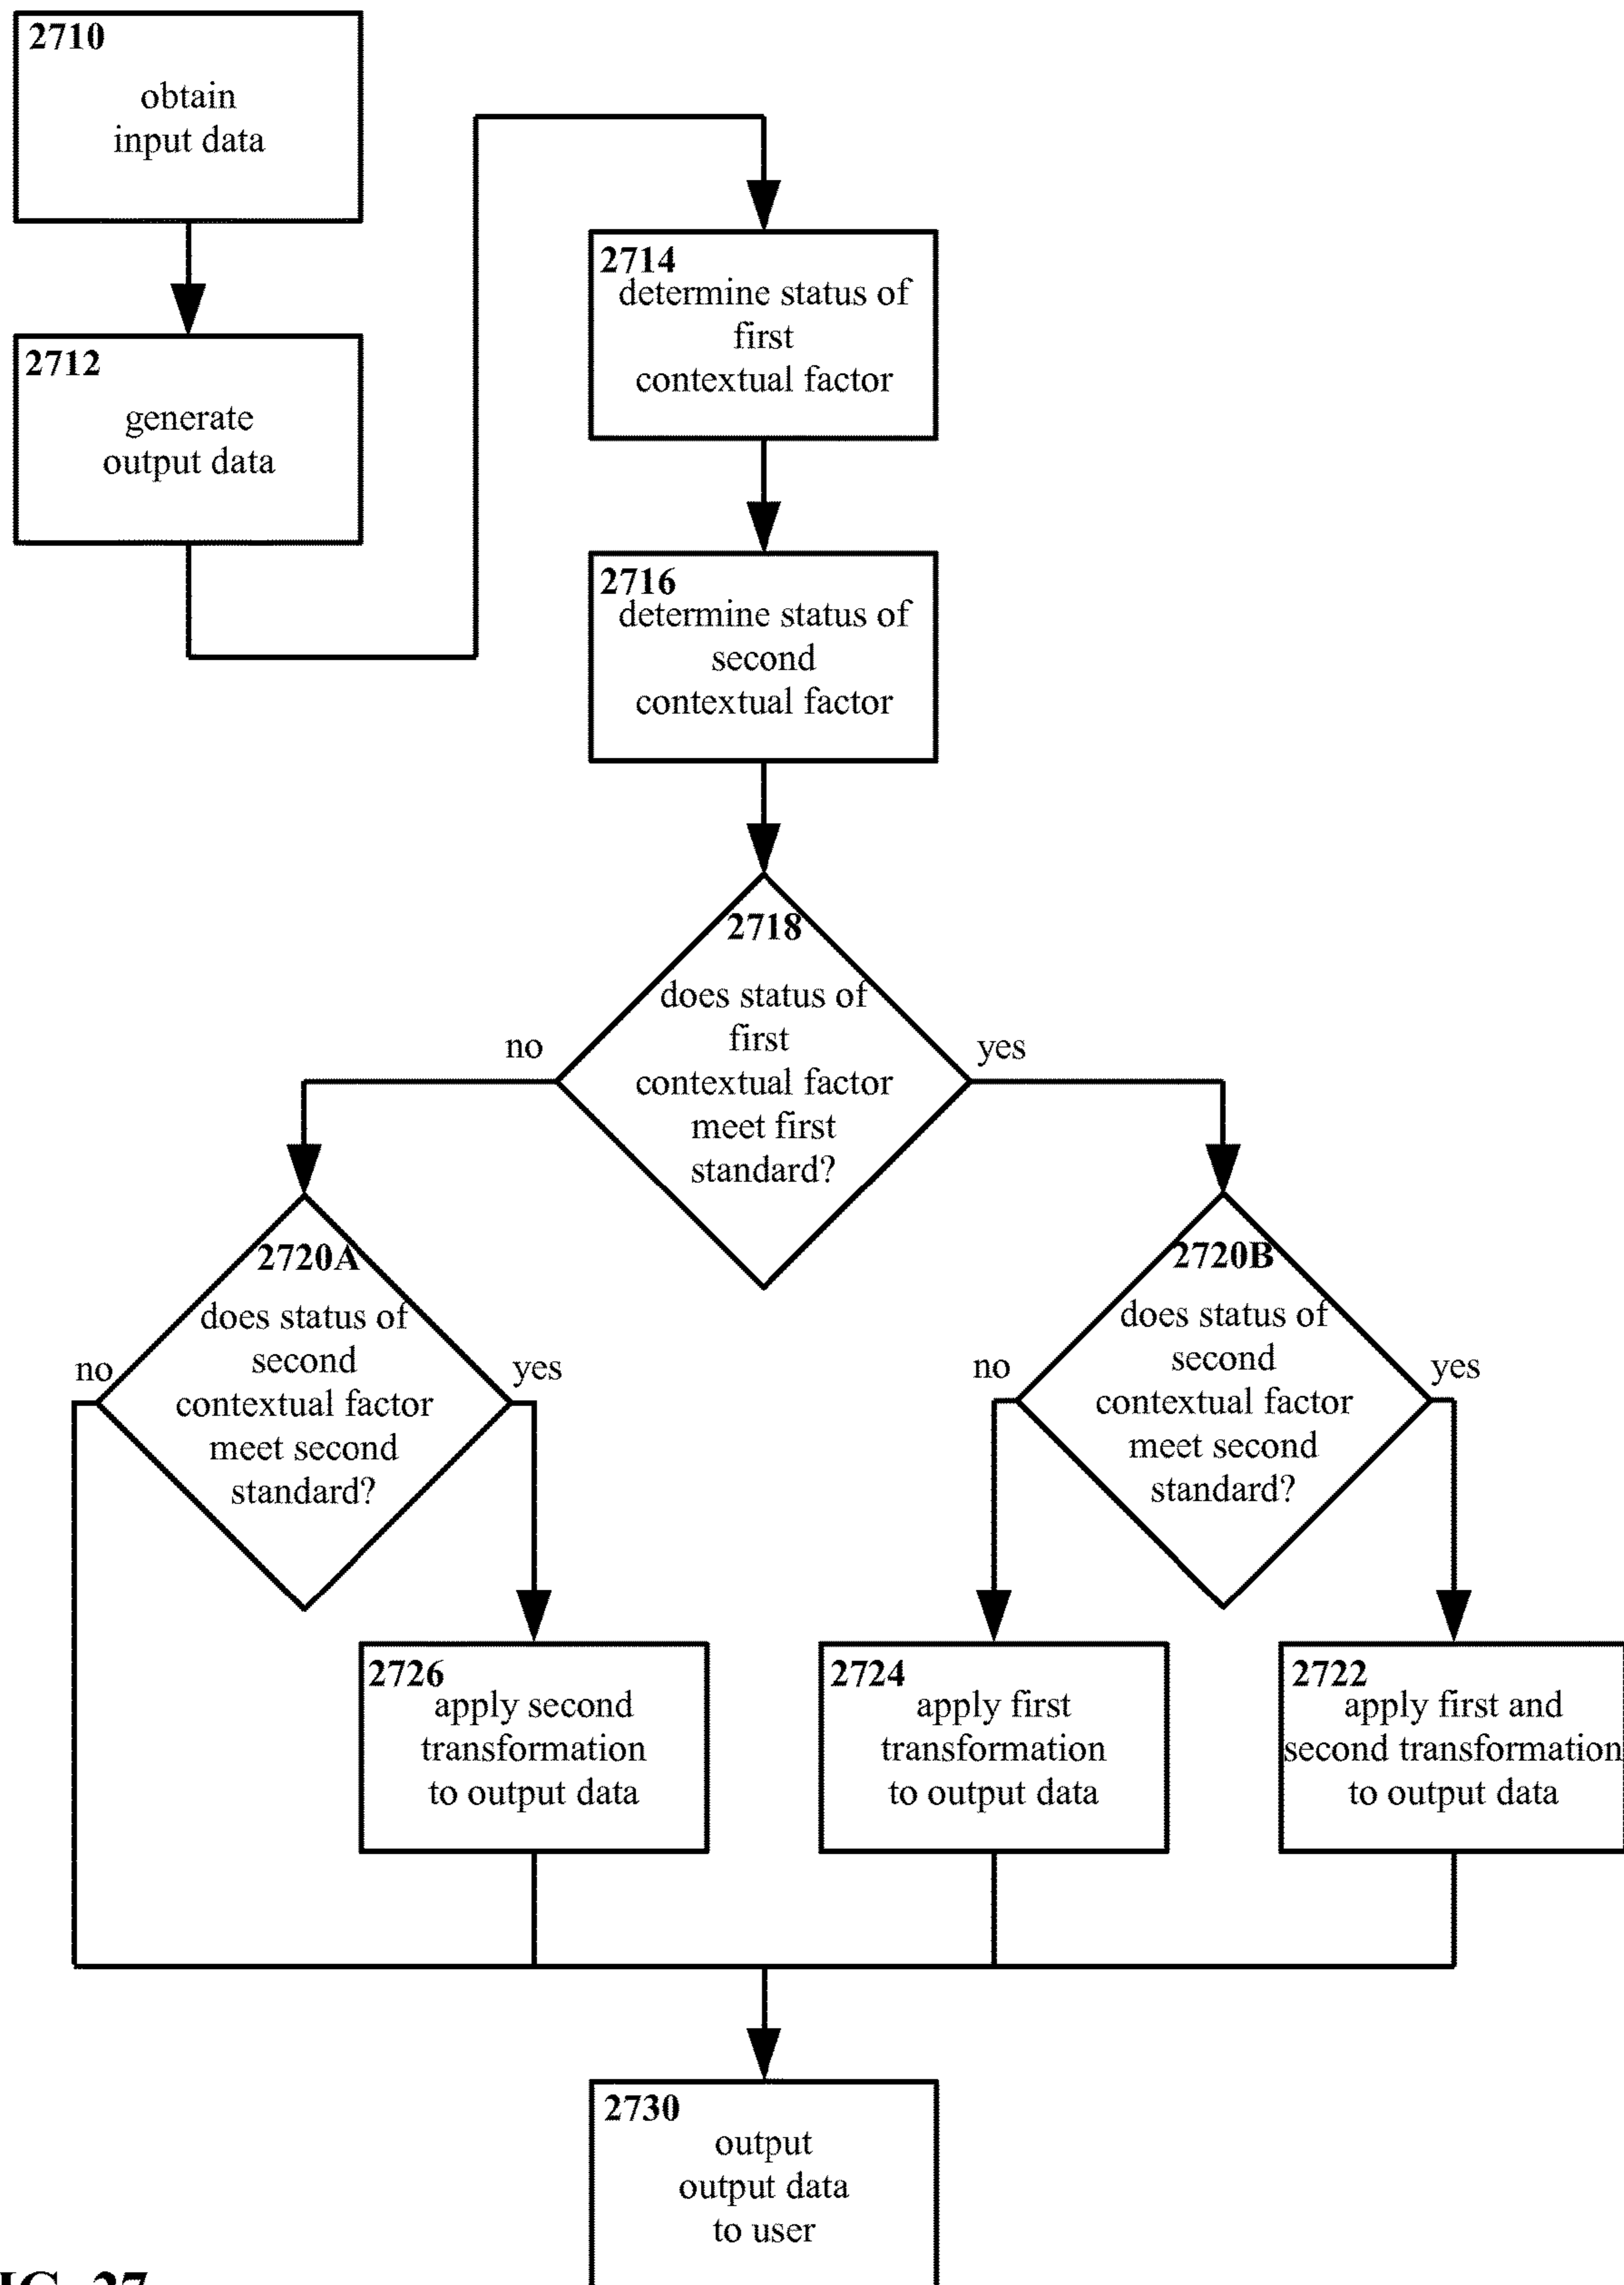 2710
obtain
input data
2712
generate
output data
2714
determine status of
first
contextual factor
2716
determine status of
second
contextual factor
2718
does status of
first
contextual factor
meet first
standard?
no
yes
2720A
does status of
second
contextual factor
meet second
standard?
no
yes
2720B
does status of
second
contextual factor
meet second
standard?
no
yes
2726
apply second
transformation
to output data
2724
apply first
transformation
to output data
2722
apply first and
second transformation
to output data
2730
output
output data
to user